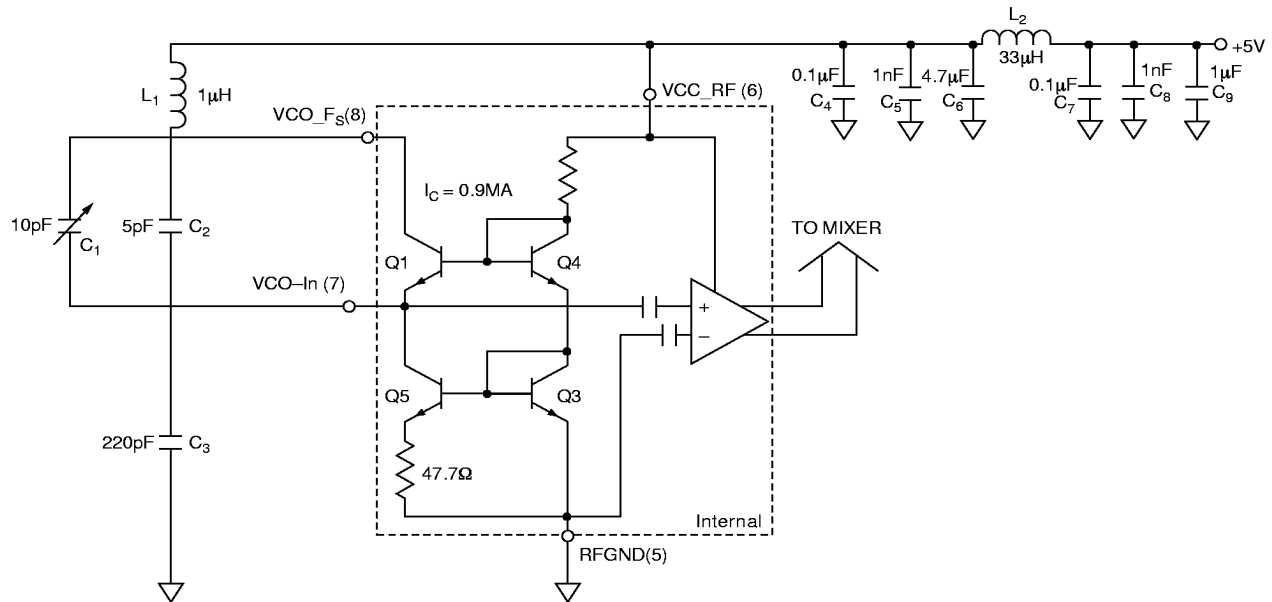 L2
33µH
+5V
0.1µF
C4
1nF
C5
4.7µF
C6
0.1µF
C7
1nF
C8
1µF
C9
L1
1µH
VCC_RF (6)
VCO_FS(8)
IC = 0.9MA
10pF
C1
5pF
C2
Q1
Q4
TO MIXER
VCO–In (7)
+
–
Q5
Q3
220pF
C3
47.7Ω
Internal
RFGND(5)